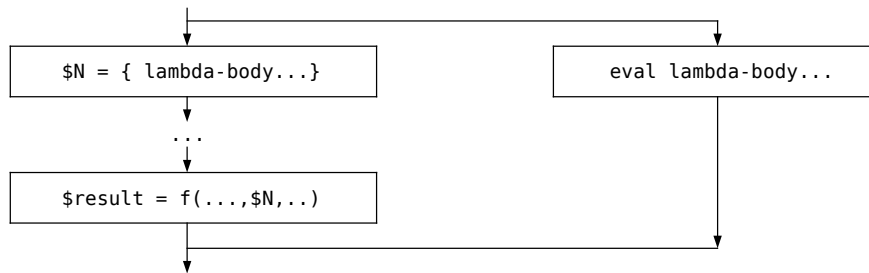 $N = { lambda-body...}
eval lambda-body...
...
$result = f(...,$N,..)